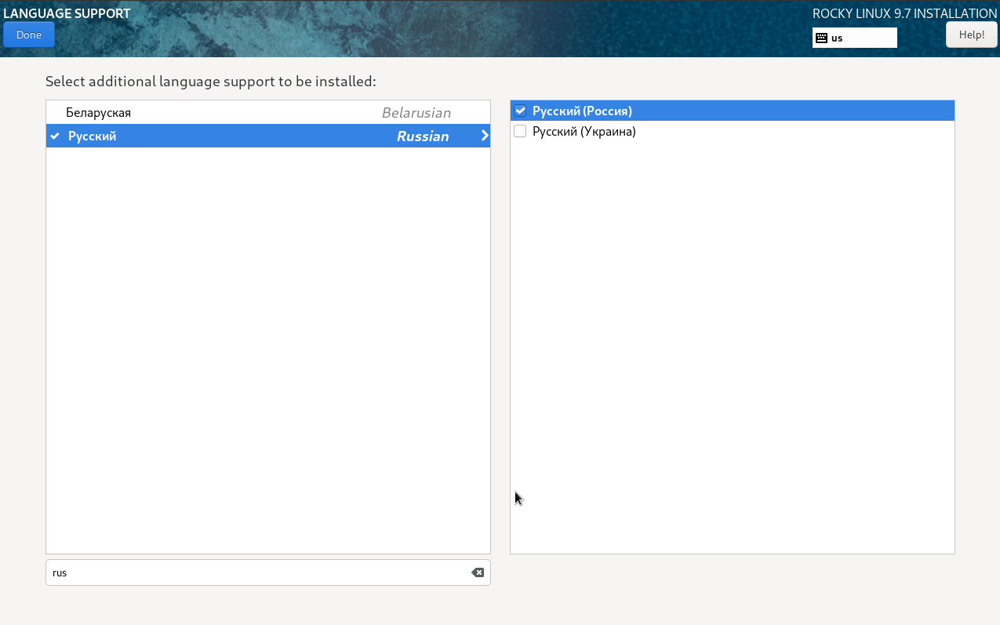 LANGUAGE SUPPORT
ROCKY LINUX 9.7 INSTALLATION
Done
us
Help!
Select additional language support to be installed:
Беларуская Belarusian
Русский Russian
Русский (Россия)
Русский (Украина)
rus